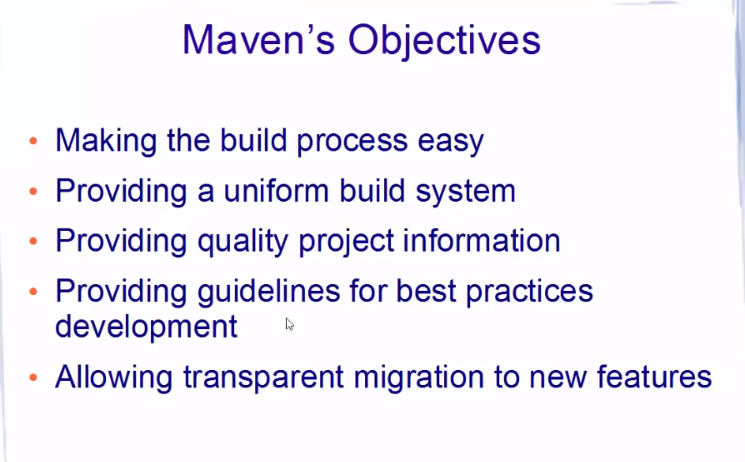 Maven's Objectives
• Making the build process easy
• Providing a uniform build system
• Providing quality project information
• Providing guidelines for best practices
development
• Allowing transparent migration to new features